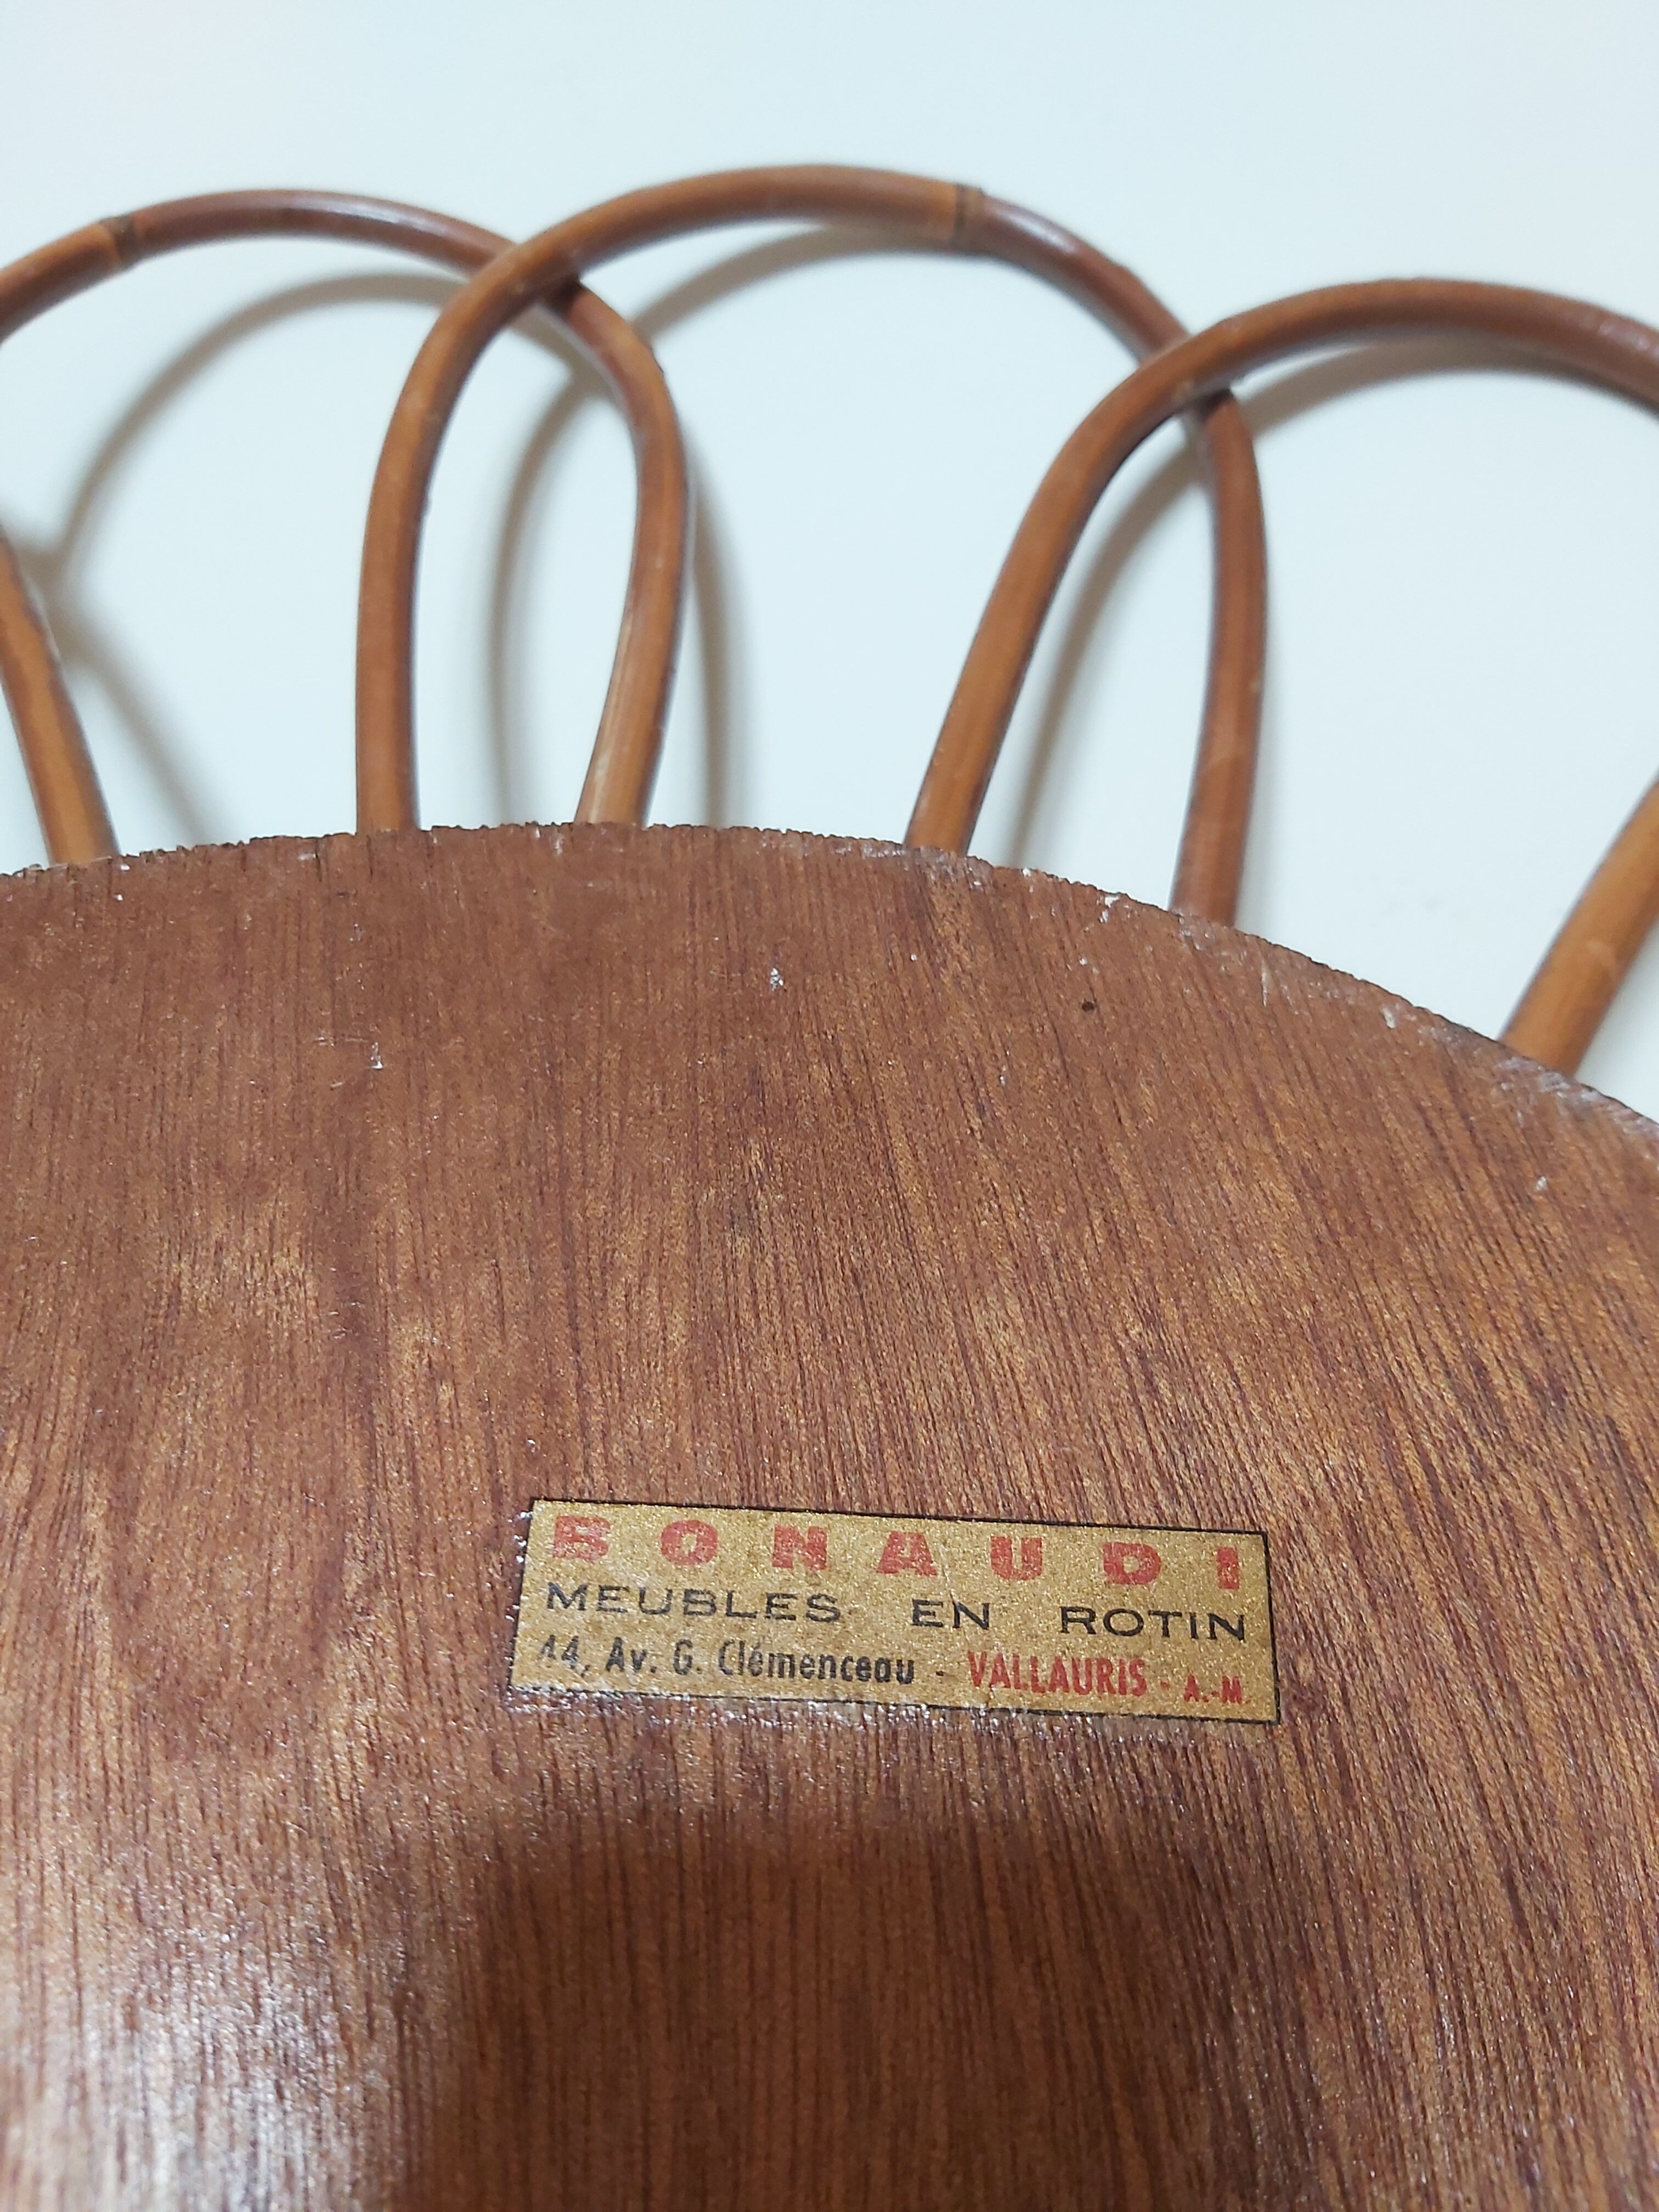 BONAUDI
MEUBLES EN ROTIN
44, Av. G. Clémenceau - VALLAURIS - A.-M.